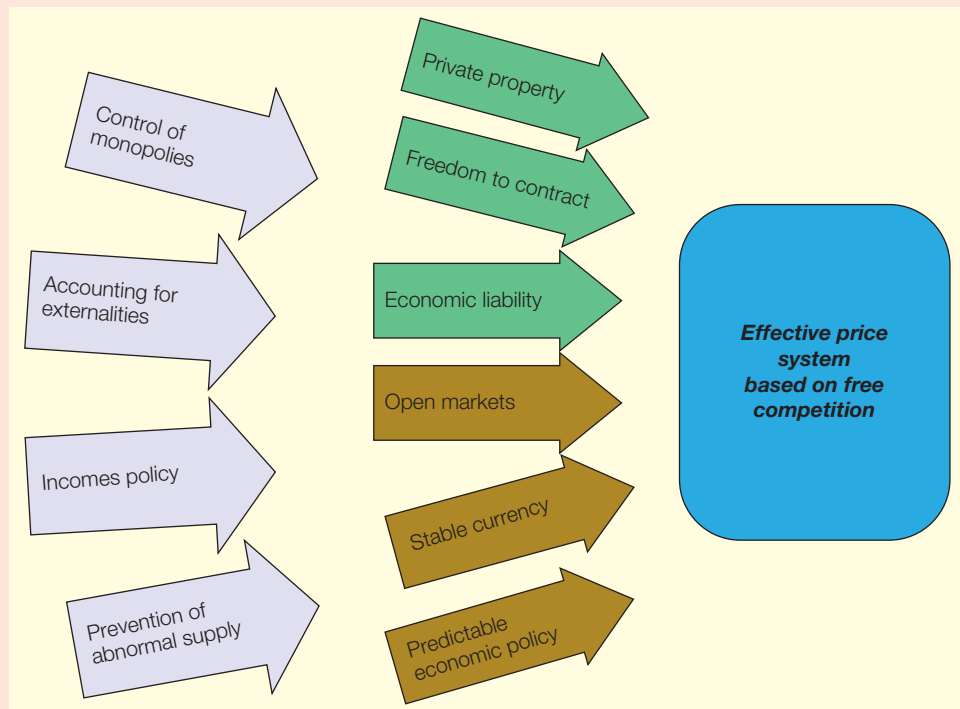 Control of
monopolies
Accounting for
externalities
Incomes policy
Prevention of
abnormal supply
Private property
Freedom to contract
Economic liability
Open markets
Stable currency
Predictable
economic policy
Effective price
system
based on free
competition